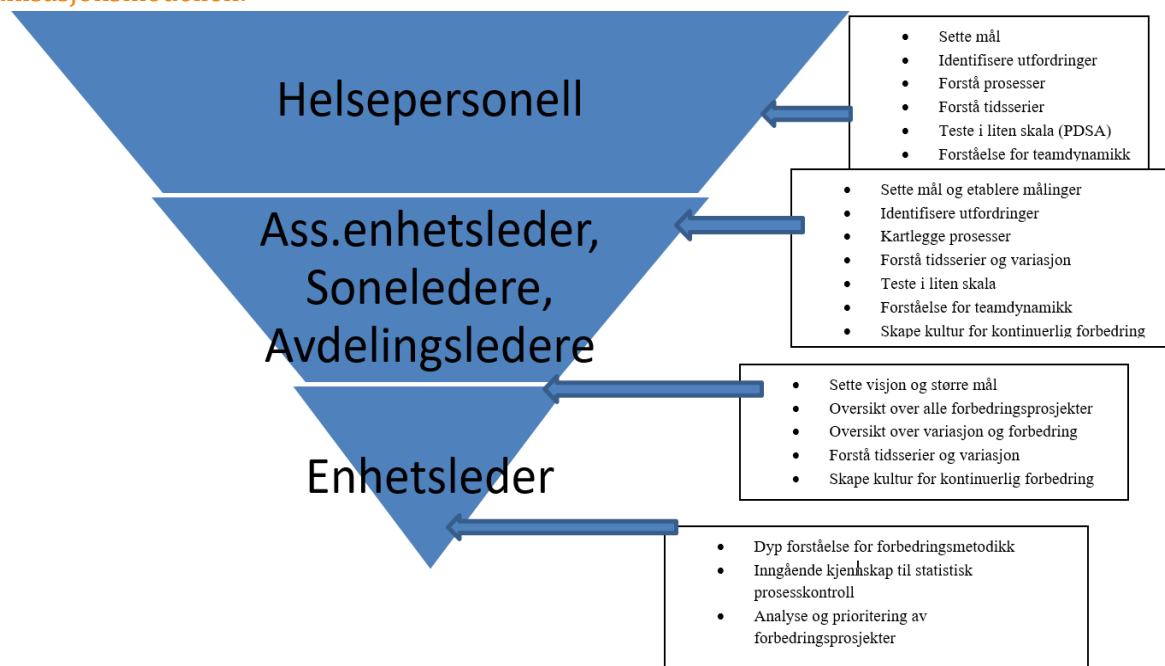 Helsepersonell
Sette mål
Identifisere utfordringer
Forstå prosesser
Forstå tidsserier
Teste i liten skala (PDSA)
Forståelse for teamdynamikk
Ass.enhetsleder,
Soneledere,
Avdelingsledere
Sette mål og etablere målinger
Identifisere utfordringer
Kartlegge prosesser
Forstå tidsserier og variasjon
Teste i liten skala
Forståelse for teamdynamikk
Skape kultur for kontinuerlig forbedring
Enhetsleder
Sette visjon og større mål
Oversikt over alle forbedringsprosjekter
Oversikt over variasjon og forbedring
Forstå tidsserier og variasjon
Skape kultur for kontinuerlig forbedring
Dyp forståelse for forbedringsmetodikk
Inngående kjennskap til statistisk
prosesskontroll
Analyse og prioritering av
forbedringsprosjekter